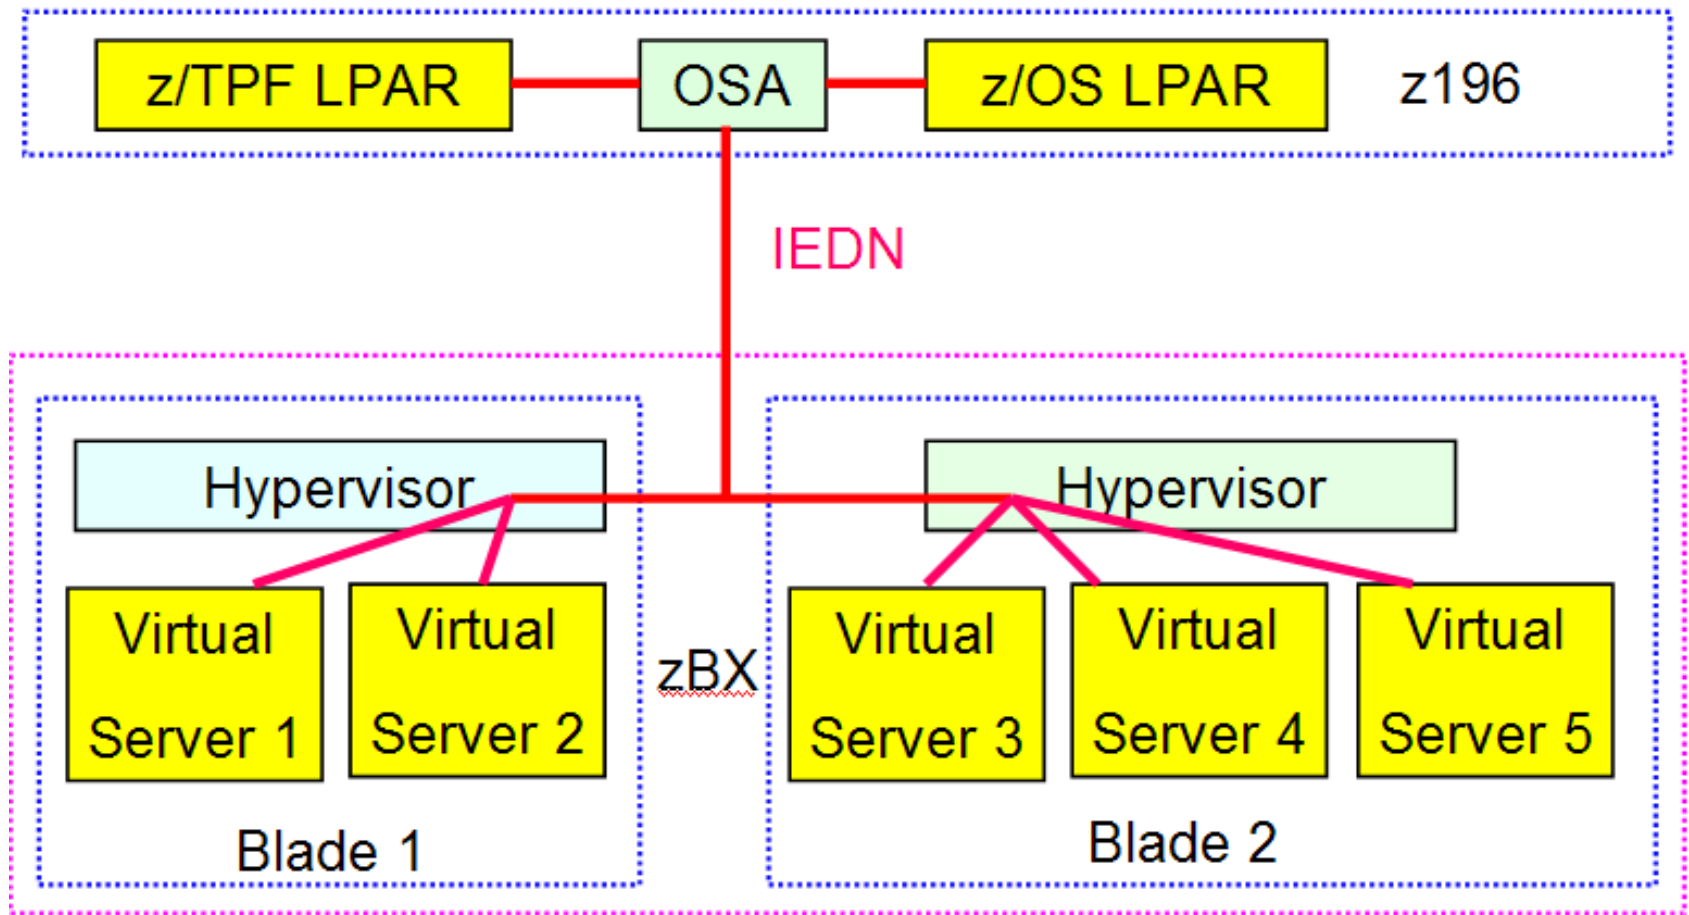 z/TPF LPAR
OSA
z/OS LPAR
z196
IEDN
Hypervisor
Hypervisor
Virtual
Server 1
Virtual
Server 2
zBX
Virtual
Server 3
Virtual
Server 4
Virtual
Server 5
Blade 1
Blade 2